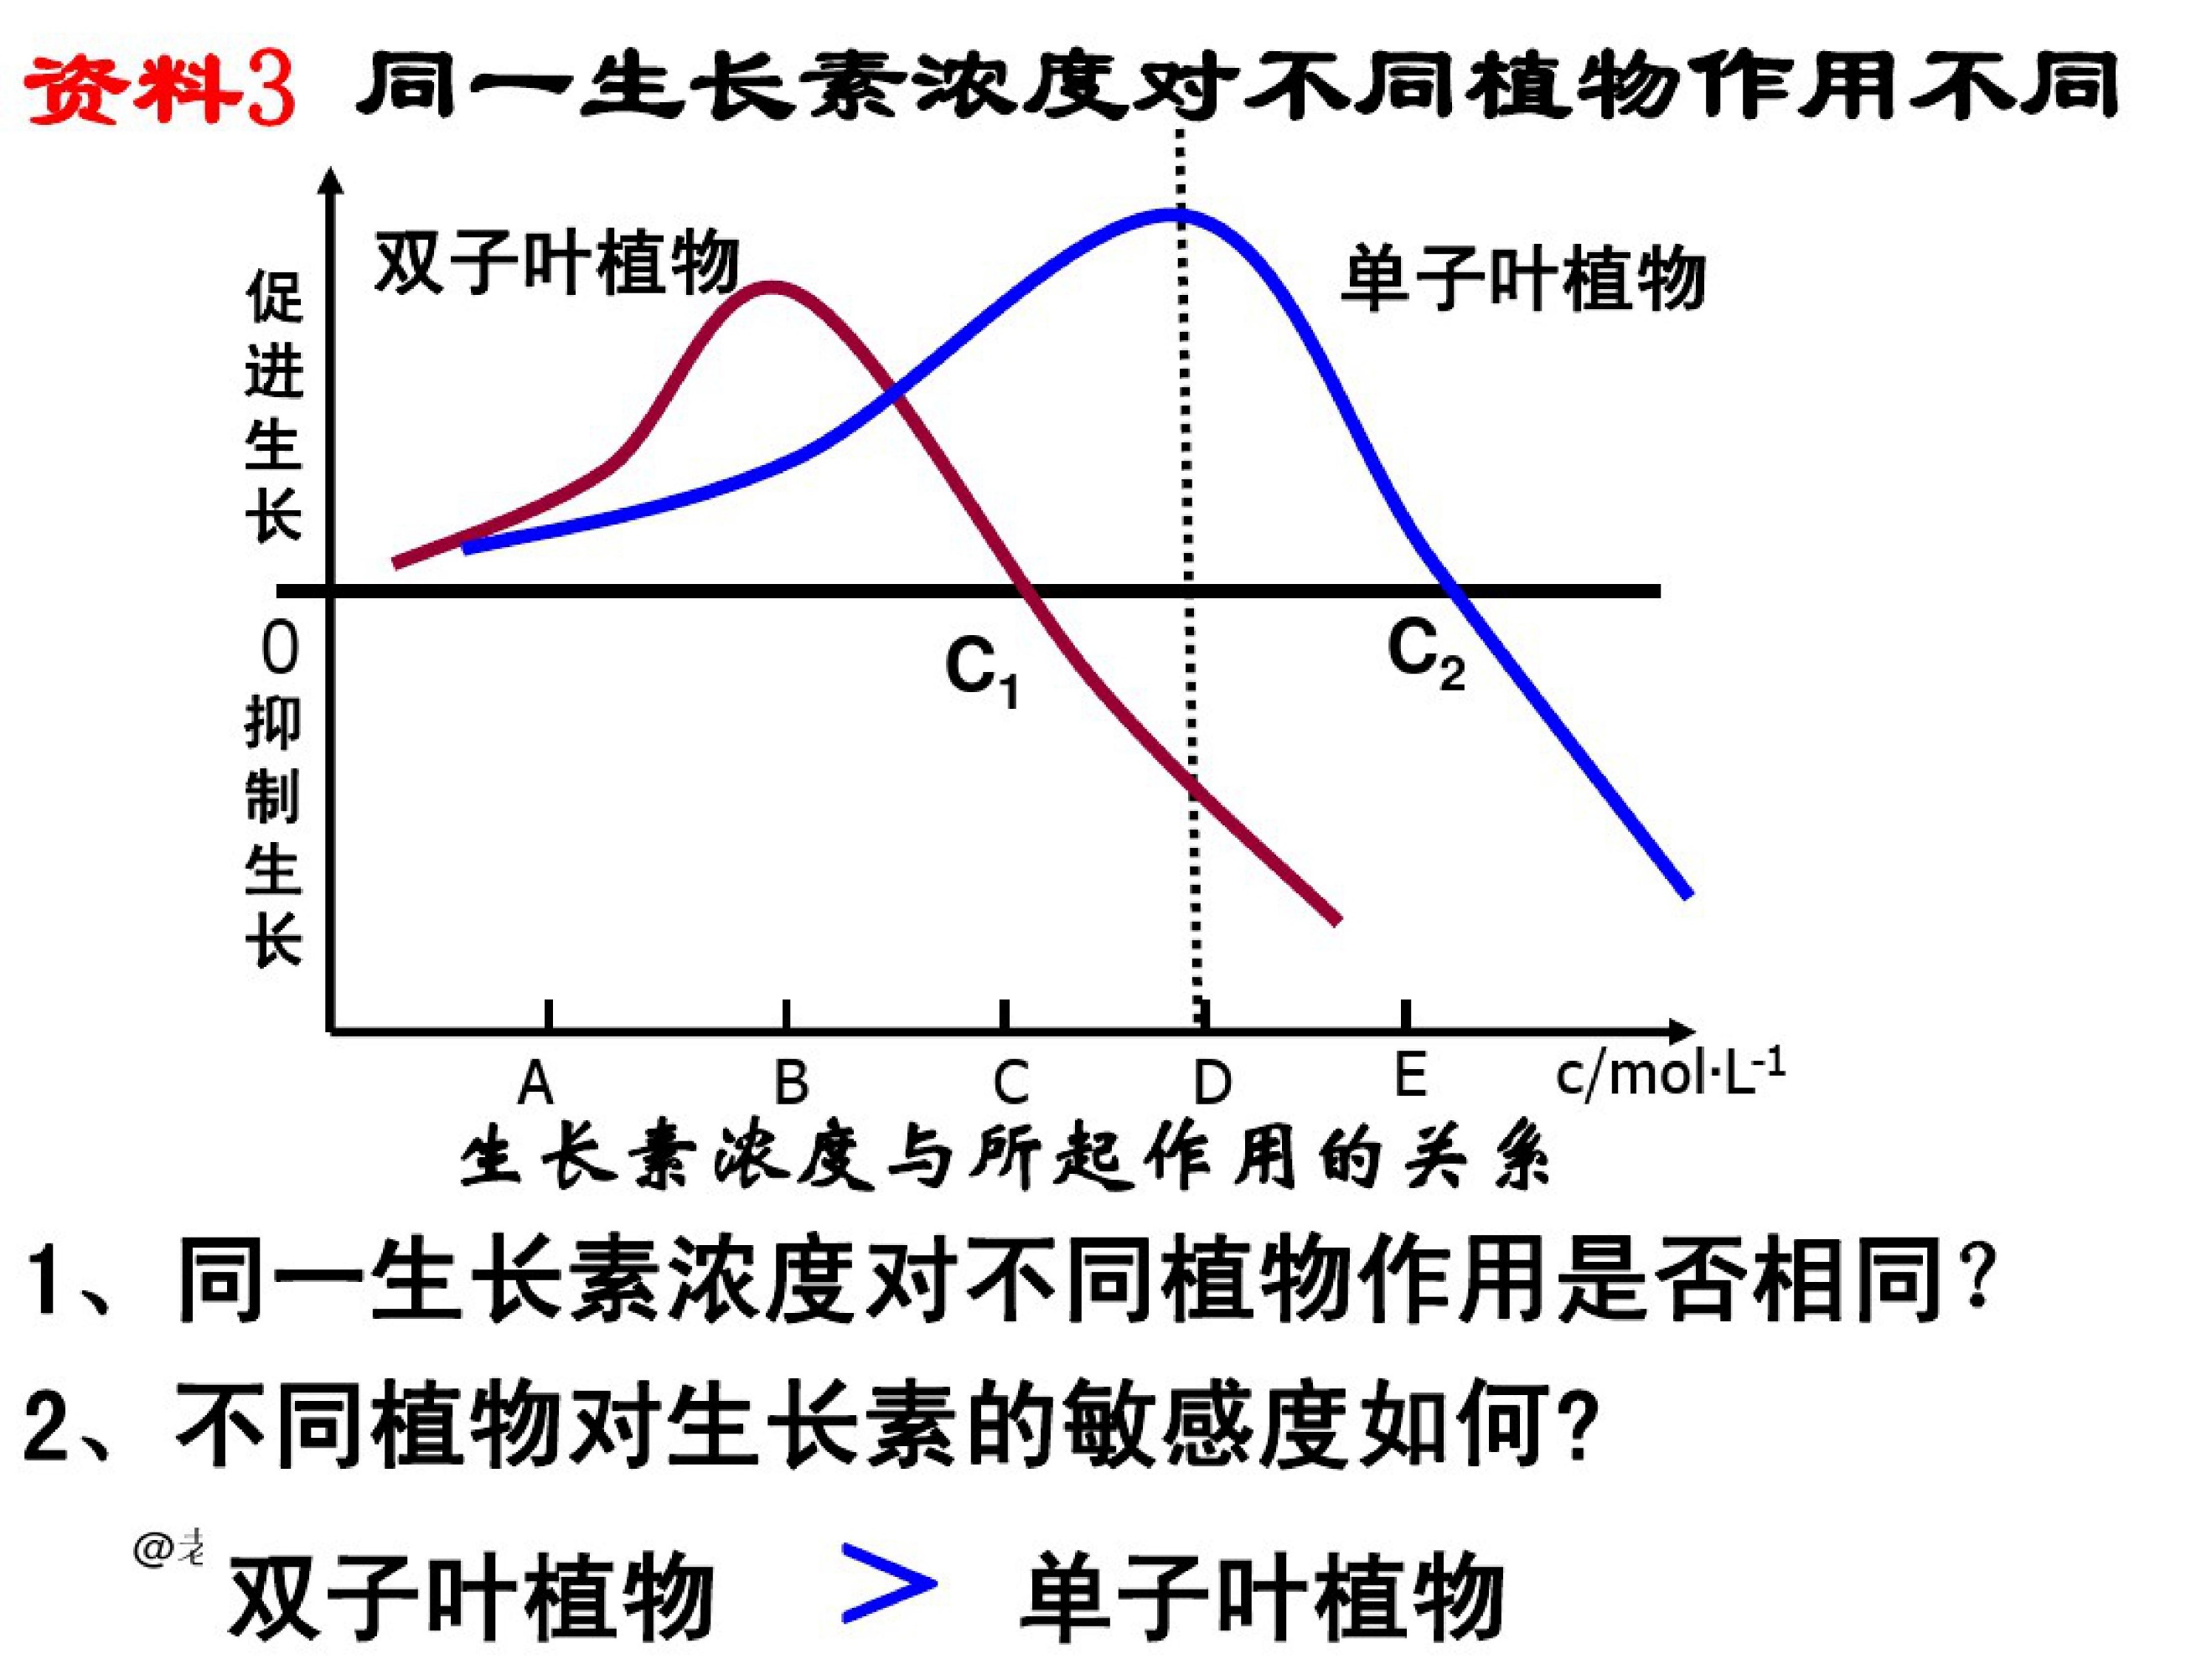 资料3 同一生长素浓度对不同植物作用不同
双子叶植物
单子叶植物
促进生长
0
抑制生长
C₁
C₂
A B C D E c/mol·L⁻¹
生长素浓度与所起作用的关系
1、同一生长素浓度对不同植物作用是否相同？
2、不同植物对生长素的敏感度如何?
@老
双子叶植物 > 单子叶植物